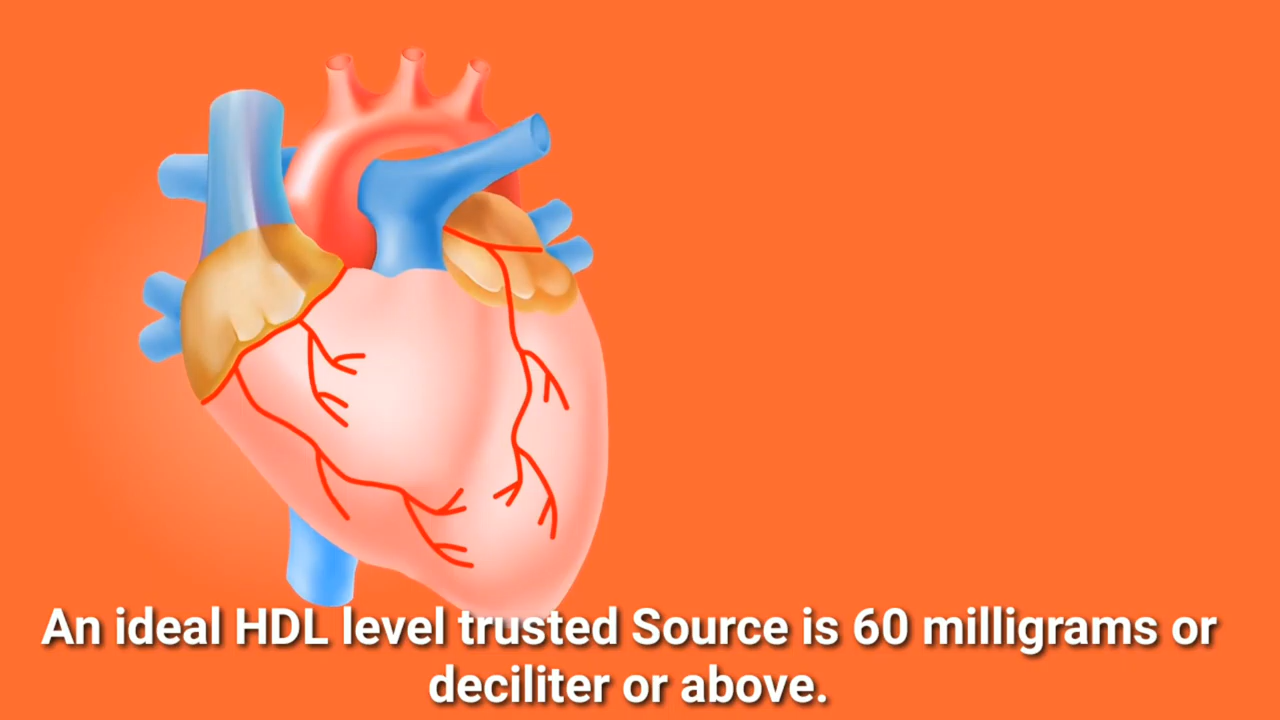 An ideal HDL level trusted Source is 60 milligrams or
deciliter or above.